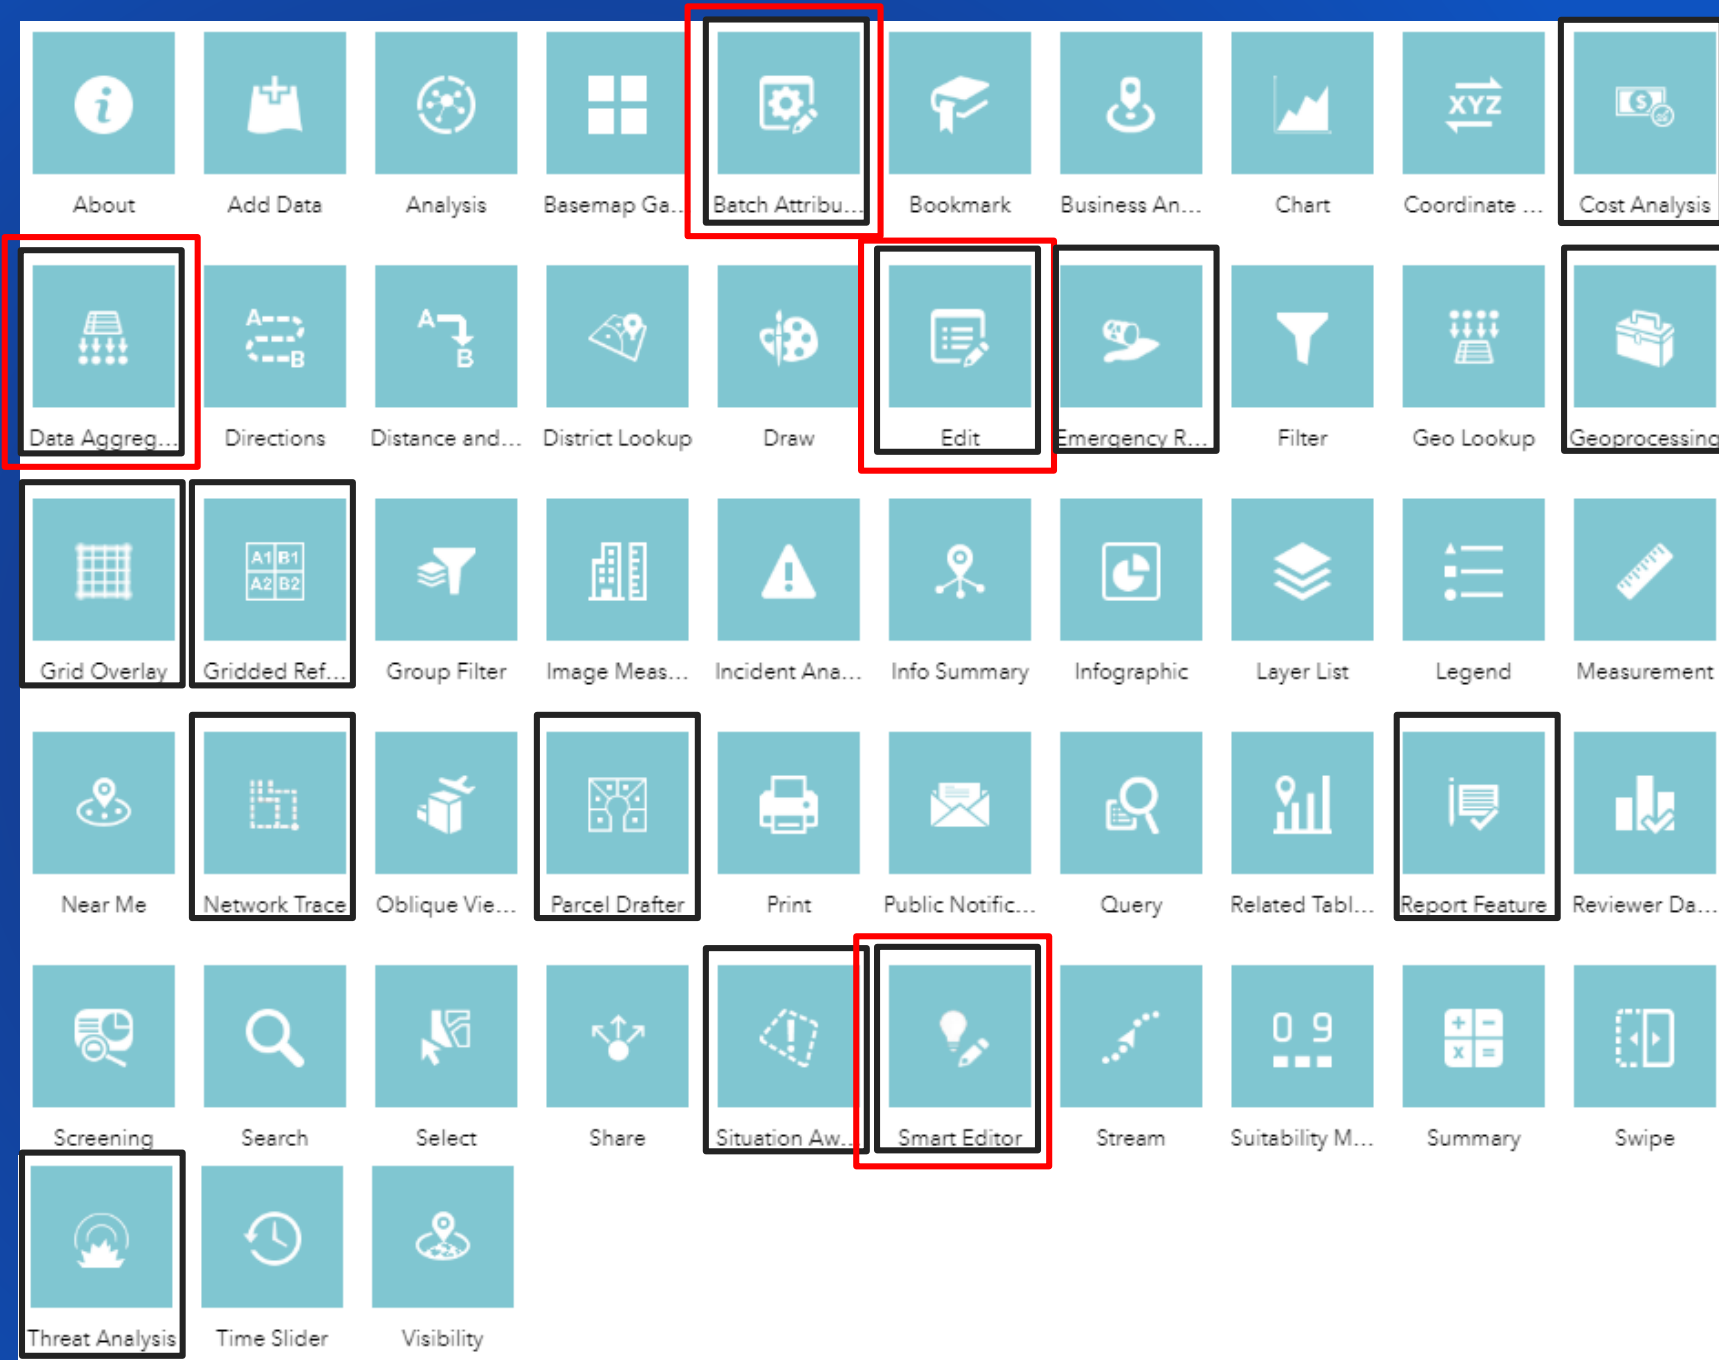 i
XYZ
$
About Add Data Analysis Basemap Ga... Batch Attribu... Bookmark Business An... Chart Coordinate ... Cost Analysis
A B
A B
Data Aggreg... Directions Distance and... District Lookup Draw Edit Emergency R... Filter Geo Lookup Geoprocessing
A1 B1
A2 B2
Grid Overlay Gridded Ref... Group Filter Image Meas... Incident Ana... Info Summary Infographic Layer List Legend Measurement
Near Me Network Trace Oblique Vie... Parcel Drafter Print Public Notific... Query Related Tabl... Report Feature Reviewer Da...
0 9
+ -
x =
Screening Search Select Share Situation Aw... Smart Editor Stream Suitability M... Summary Swipe
Threat Analysis Time Slider Visibility